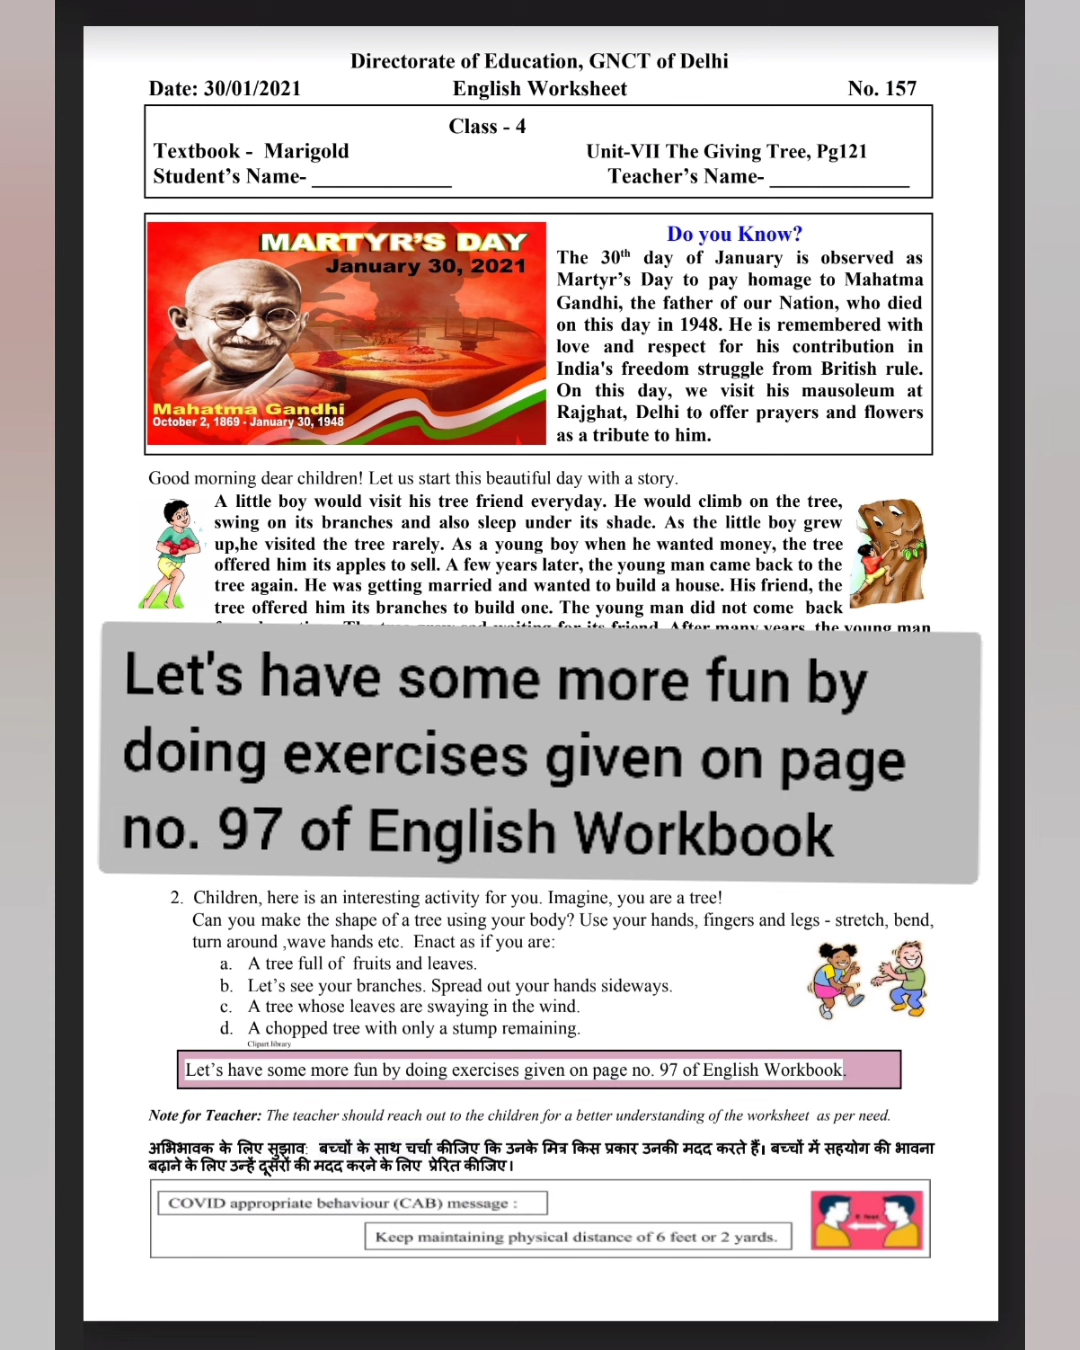 Directorate of Education, GNCT of Delhi
Date: 30/01/2021 English Worksheet No. 157
Class - 4
Textbook - Marigold Unit-VII The Giving Tree, Pg121
Student's Name- ______________ Teacher's Name- ______________
MARTYR'S DAY
January 30, 2021
Mahatma Gandhi
October 2, 1869 - January 30, 1948
Do you Know?
The 30th day of January is observed as
Martyr's Day to pay homage to Mahatma
Gandhi, the father of our Nation, who died
on this day in 1948. He is remembered with
love and respect for his contribution in
India's freedom struggle from British rule.
On this day, we visit his mausoleum at
Rajghat, Delhi to offer prayers and flowers
as a tribute to him.
Good morning dear children! Let us start this beautiful day with a story.
A little boy would visit his tree friend everyday. He would climb on the tree,
swing on its branches and also sleep under its shade. As the little boy grew
up,he visited the tree rarely. As a young boy when he wanted money, the tree
offered him its apples to sell. A few years later, the young man came back to the
tree again. He was getting married and wanted to build a house. His friend, the
tree offered him its branches to build one. The young man did not come back
waiting for its friend. After many years, the young man
Let's have some more fun by
doing exercises given on page
no. 97 of English Workbook
2. Children, here is an interesting activity for you. Imagine, you are a tree!
Can you make the shape of a tree using your body? Use your hands, fingers and legs - stretch, bend,
turn around ,wave hands etc. Enact as if you are:
a. A tree full of fruits and leaves.
b. Let's see your branches. Spread out your hands sideways.
c. A tree whose leaves are swaying in the wind.
d. A chopped tree with only a stump remaining.
Clipart library
Let's have some more fun by doing exercises given on page no. 97 of English Workbook.
Note for Teacher: The teacher should reach out to the children for a better understanding of the worksheet as per need.
अभिभावक के लिए सुझाव: बच्चों के साथ चर्चा कीजिए कि उनके मित्र किस प्रकार उनकी मदद करते हैं। बच्चों में सहयोग की भावना
बढ़ाने के लिए उन्हें दूसरों की मदद करने के लिए प्रेरित कीजिए।
COVID appropriate behaviour (CAB) message :
Keep maintaining physical distance of 6 feet or 2 yards.